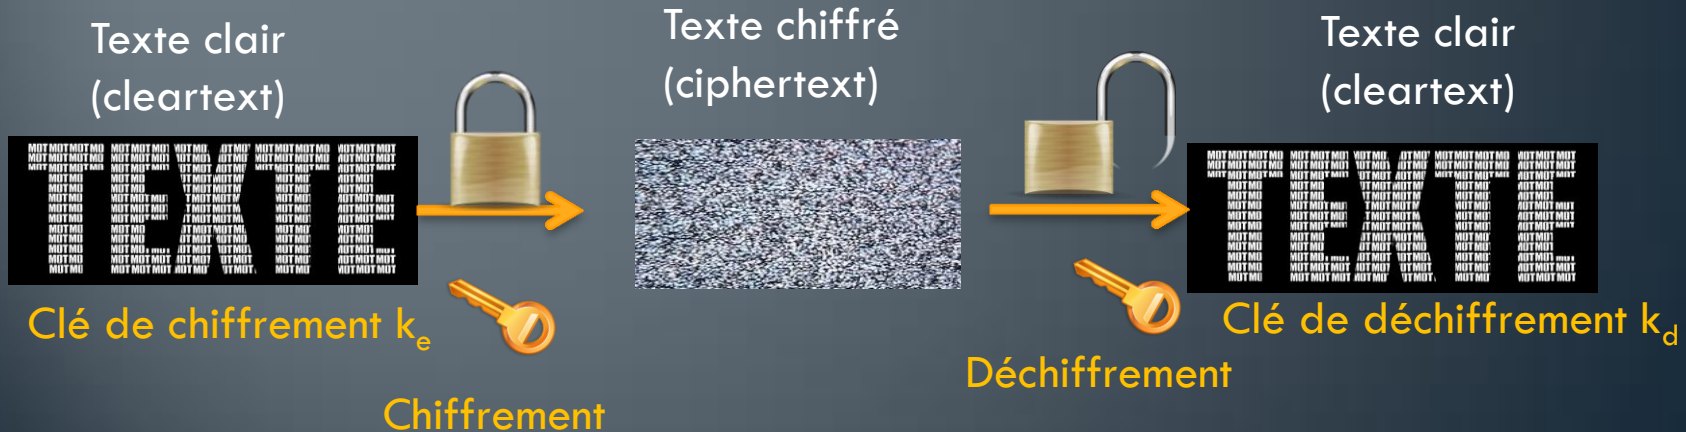 Texte clair
(cleartext)
Texte chiffré
(ciphertext)
Texte clair
(cleartext)
TEXTE
TEXTE
Clé de chiffrement ke
Clé de déchiffrement kd
Chiffrement
Déchiffrement